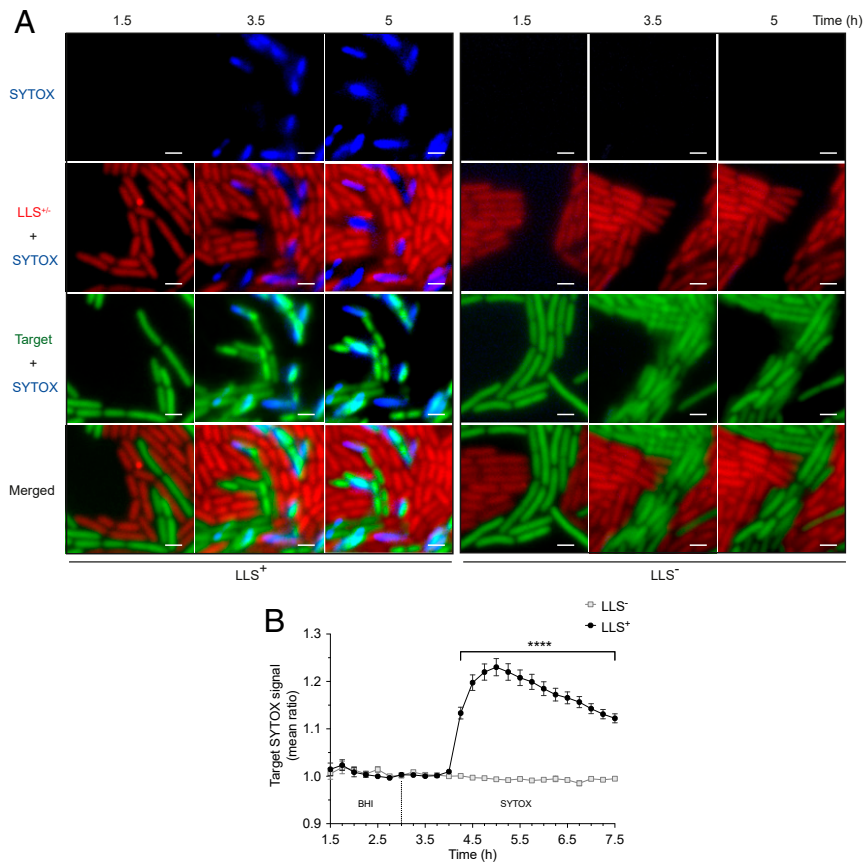 A
1.5 3.5 5 1.5 3.5 5 Time (h)
SYTOX
LLS+/-
+
SYTOX
Target
+
SYTOX
Merged
LLS+ LLS-
B
LLS-
LLS+
****
Target SYTOX signal
(mean ratio)
1.3
1.2
1.1
1.0
0.9
BHI SYTOX
1.5 2.5 3.5 4.5 5.5 6.5 7.5
Time (h)